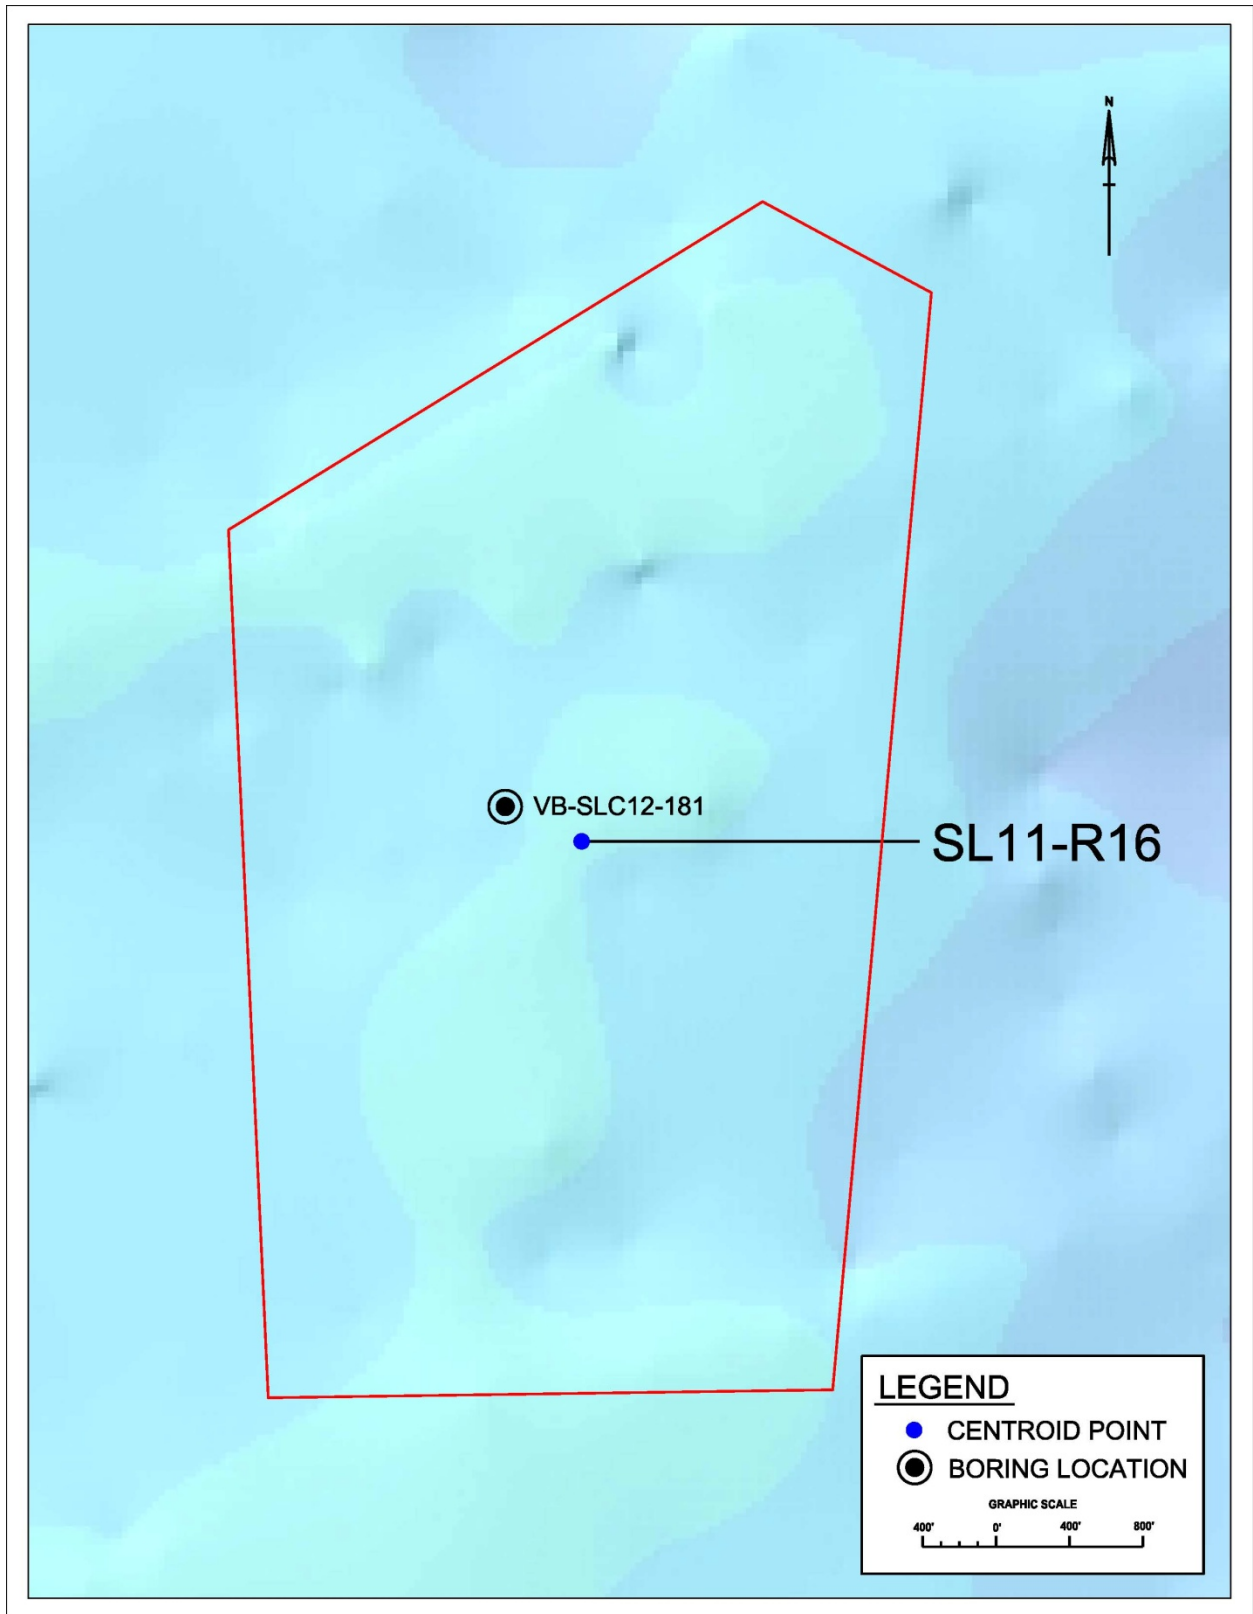 N
VB-SLC12-181
SL11-R16
LEGEND
CENTROID POINT
BORING LOCATION
GRAPHIC SCALE
400' 0' 400' 800'